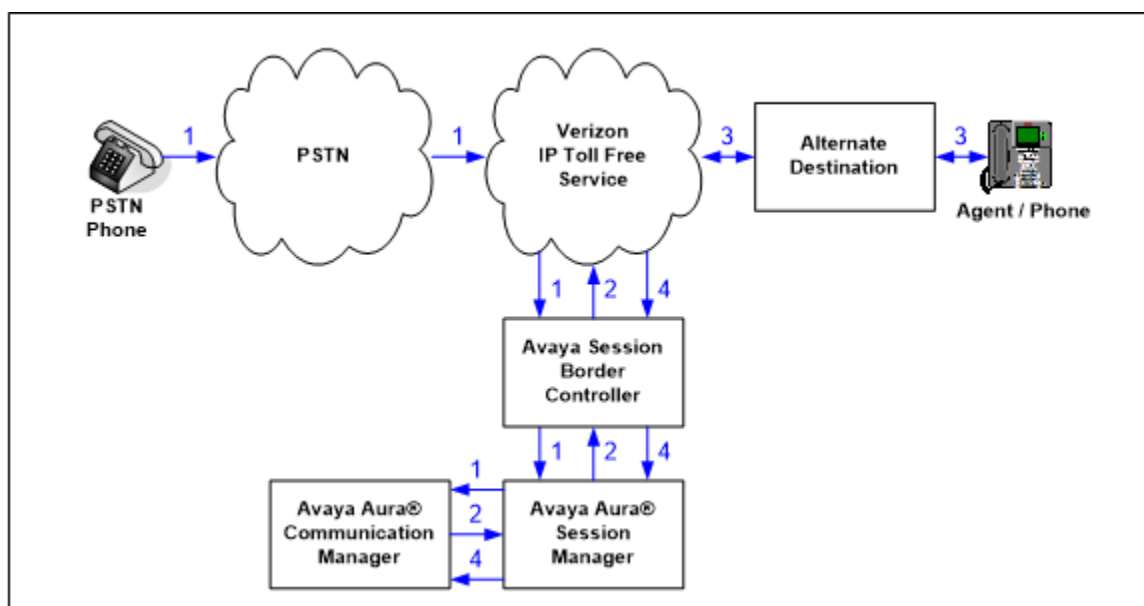 1
1
3
3
PSTN
Verizon
IP Toll Free
Service
Alternate
Destination
PSTN
Phone
Agent / Phone
1
2
4
Avaya Session
Border
Controller
1
2
4
1
Avaya Aura®
Communication
Manager
2
4
Avaya Aura®
Session
Manager